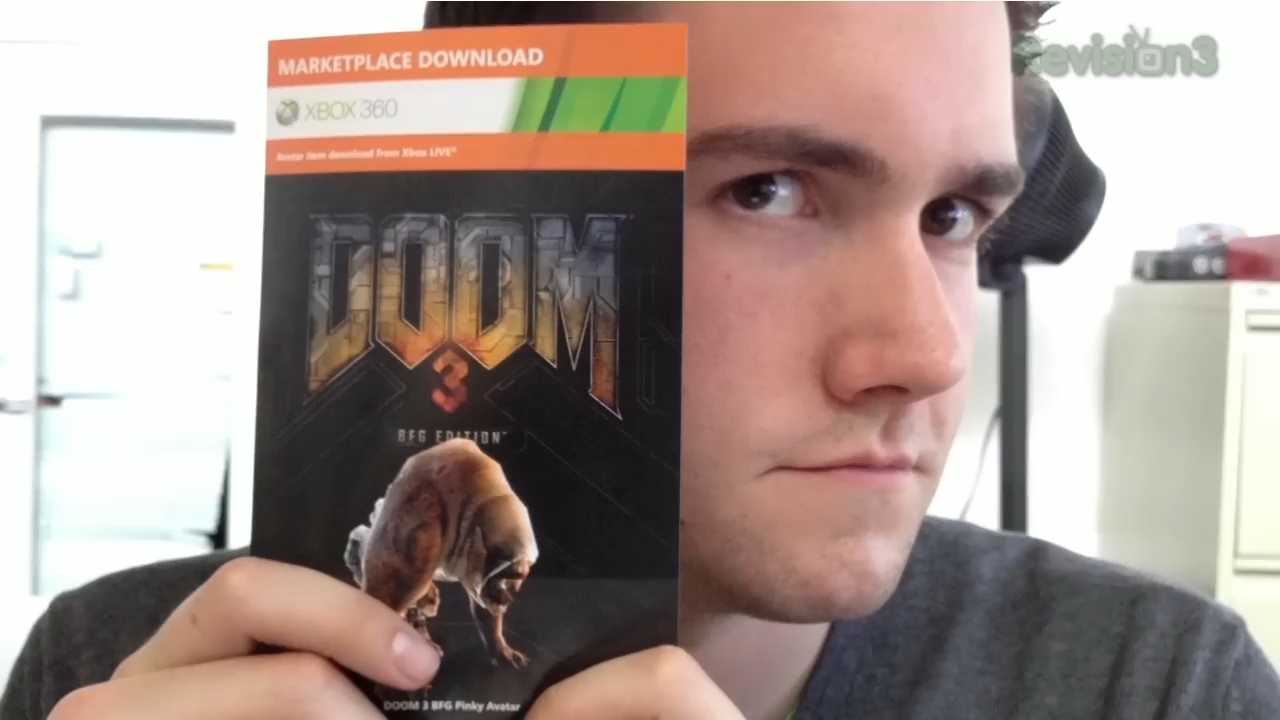 MARKETPLACE DOWNLOAD
XBOX 360
Avatar item download from Xbox LIVE®
DOOM
3
BFG EDITION™
DOOM 3 BFG Pinky Avatar
Revision3